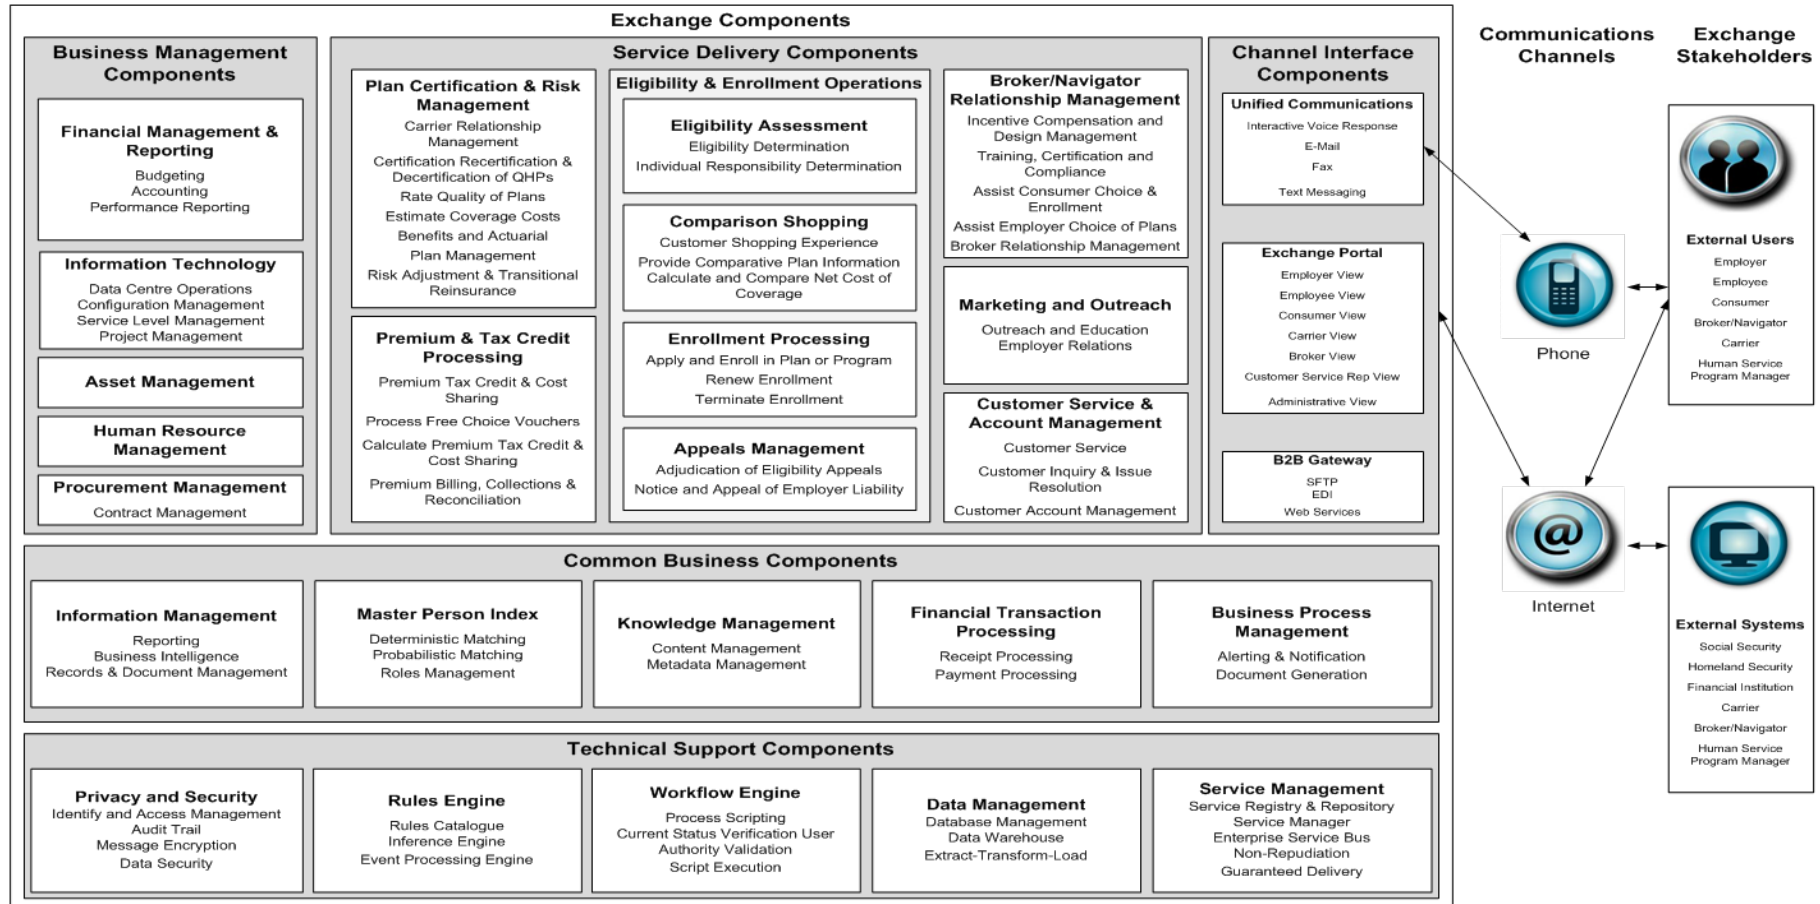 Exchange Components
Business Management
Components
Financial Management &
Reporting
Budgeting
Accounting
Performance Reporting
Information Technology
Data Centre Operations
Configuration Management
Service Level Management
Project Management
Asset Management
Human Resource
Management
Procurement Management
Contract Management
Service Delivery Components
Plan Certification & Risk
Management
Carrier Relationship
Management
Certification Recertification &
Decertification of QHPs
Rate Quality of Plans
Estimate Coverage Costs
Benefits and Actuarial
Plan Management
Risk Adjustment & Transitional
Reinsurance
Premium & Tax Credit
Processing
Premium Tax Credit & Cost
Sharing
Process Free Choice Vouchers
Calculate Premium Tax Credit &
Cost Sharing
Premium Billing, Collections &
Reconciliation
Eligibility & Enrollment Operations
Eligibility Assessment
Eligibility Determination
Individual Responsibility Determination
Comparison Shopping
Customer Shopping Experience
Provide Comparative Plan Information
Calculate and Compare Net Cost of
Coverage
Enrollment Processing
Apply and Enroll in Plan or Program
Renew Enrollment
Terminate Enrollment
Appeals Management
Adjudication of Eligibility Appeals
Notice and Appeal of Employer Liability
Broker/Navigator
Relationship Management
Incentive Compensation and
Design Management
Training, Certification and
Compliance
Assist Consumer Choice &
Enrollment
Assist Employer Choice of Plans
Broker Relationship Management
Marketing and Outreach
Outreach and Education
Employer Relations
Customer Service &
Account Management
Customer Service
Customer Inquiry & Issue
Resolution
Customer Account Management
Channel Interface
Components
Unified Communications
Interactive Voice Response
E-Mail
Fax
Text Messaging
Exchange Portal
Employer View
Employee View
Consumer View
Carrier View
Broker View
Customer Service Rep View
Administrative View
B2B Gateway
SFTP
EDI
Web Services
Common Business Components
Information Management
Reporting
Business Intelligence
Records & Document Management
Master Person Index
Deterministic Matching
Probabilistic Matching
Roles Management
Knowledge Management
Content Management
Metadata Management
Financial Transaction
Processing
Receipt Processing
Payment Processing
Business Process
Management
Alerting & Notification
Document Generation
Technical Support Components
Privacy and Security
Identify and Access Management
Audit Trail
Message Encryption
Data Security
Rules Engine
Rules Catalogue
Inference Engine
Event Processing Engine
Workflow Engine
Process Scripting
Current Status Verification User
Authority Validation
Script Execution
Data Management
Database Management
Data Warehouse
Extract-Transform-Load
Service Management
Service Registry & Repository
Service Manager
Enterprise Service Bus
Non-Repudiation
Guaranteed Delivery
Communications
Channels
Phone
@
Internet
Exchange
Stakeholders
External Users
Employer
Employee
Consumer
Broker/Navigator
Carrier
Human Service
Program Manager
External Systems
Social Security
Homeland Security
Financial Institution
Carrier
Broker/Navigator
Human Service
Program Manager